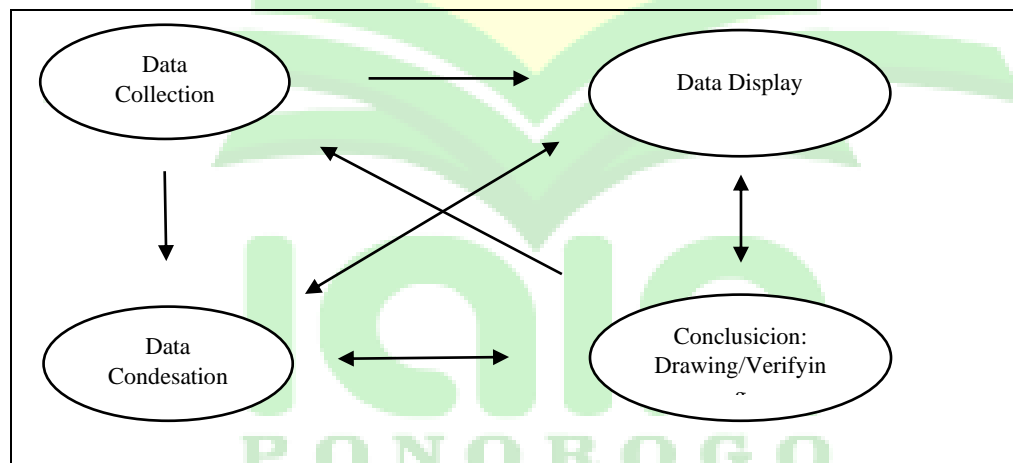 Data
Collection
Data Display
Data
Condesation
Conclusicion:
Drawing/Verifyin
PONOROGO